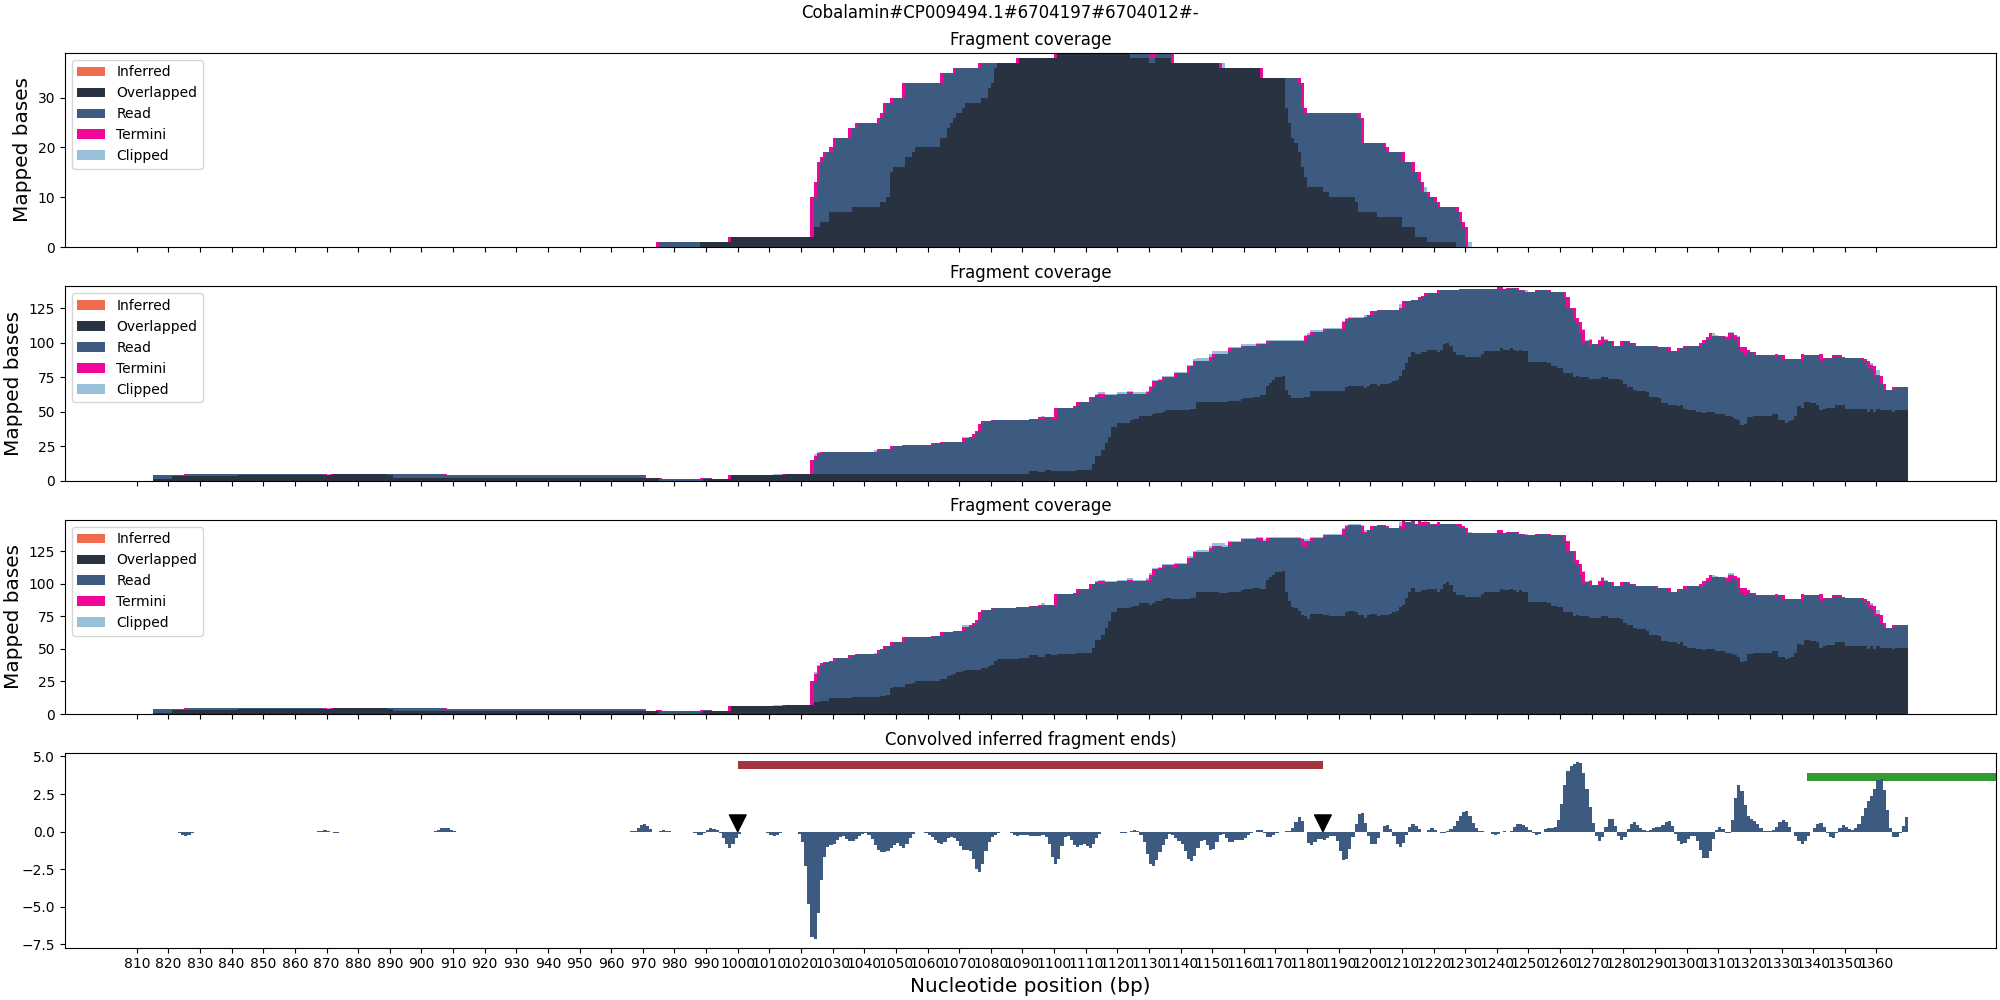 Cobalamin#CP009494.1#6704197#6704012#-
Fragment coverage
Mapped bases
30
20
10
0
Inferred
Overlapped
Read
Termini
Clipped
Fragment coverage
Mapped bases
125
100
75
50
25
0
Inferred
Overlapped
Read
Termini
Clipped
Fragment coverage
Mapped bases
125
100
75
50
25
0
Inferred
Overlapped
Read
Termini
Clipped
Convolved inferred fragment ends)
5.0
2.5
0.0
−2.5
−5.0
−7.5
810 820 830 840 850 860 870 880 890 900 910 920 930 940 950 960 970 980 990 1000 1010 1020 1030 1040 1050 1060 1070 1080 1090 1100 1110 1120 1130 1140 1150 1160 1170 1180 1190 1200 1210 1220 1230 1240 1250 1260 1270 1280 1290 1300 1310 1320 1330 1340 1350 1360
Nucleotide position (bp)